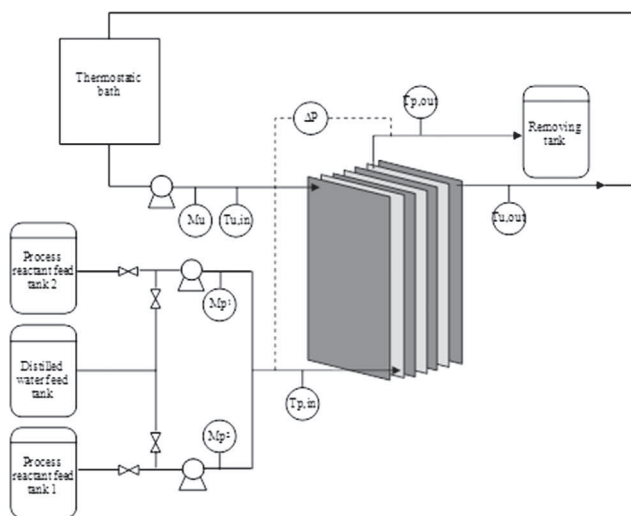 Thermostatic
bath
ΔP
Tp,out
Removing
tank
Mu
Tu,in
Tu,out
Process
reactant feed
tank 2
Mp¹
Distilled
water feed
tank
Tp,in
Mp²
Process
reactant feed
tank 1